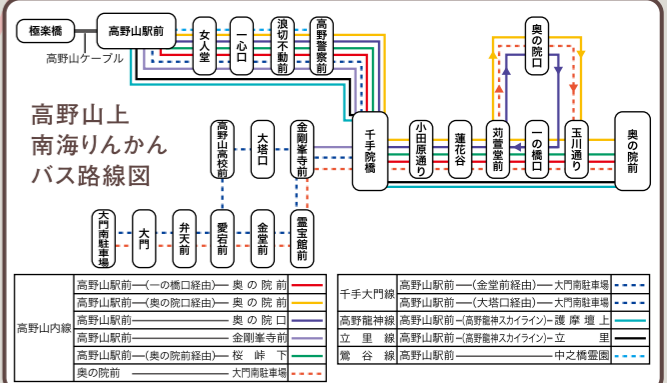 極楽橋
高野山駅前
高野山ケーブル
女人堂
一心口
浪切不動前
高野警察前
高野山上
南海りんかん
バス路線図
千手院橋
小田原通り
蓮花谷
苅萱堂前
一の橋口
玉川通り
奥の院口
奥の院前
高野山高校前
大塔口
金剛峯寺前
大門南駐車場
大門
弁天前
愛宕前
金堂前
霊宝館前
高野山内線
高野山駅前―(一の橋口経由)―奥の院前
高野山駅前―(奥の院口経由)―奥の院前
高野山駅前―奥の院口
高野山駅前―金剛峯寺前
高野山駅前―(奥の院前経由)―桜峠下
奥の院前―大門南駐車場
千手大門線
高野山駅前―(金堂前経由)―大門南駐車場
高野山駅前―(大塔口経由)―大門南駐車場
高野龍神線 高野山駅前―(高野龍神スカイライン)―護摩壇上
立里線 高野山駅前―(高野龍神スカイライン)―立里
鶯谷線 高野山駅前―中之橋霊園